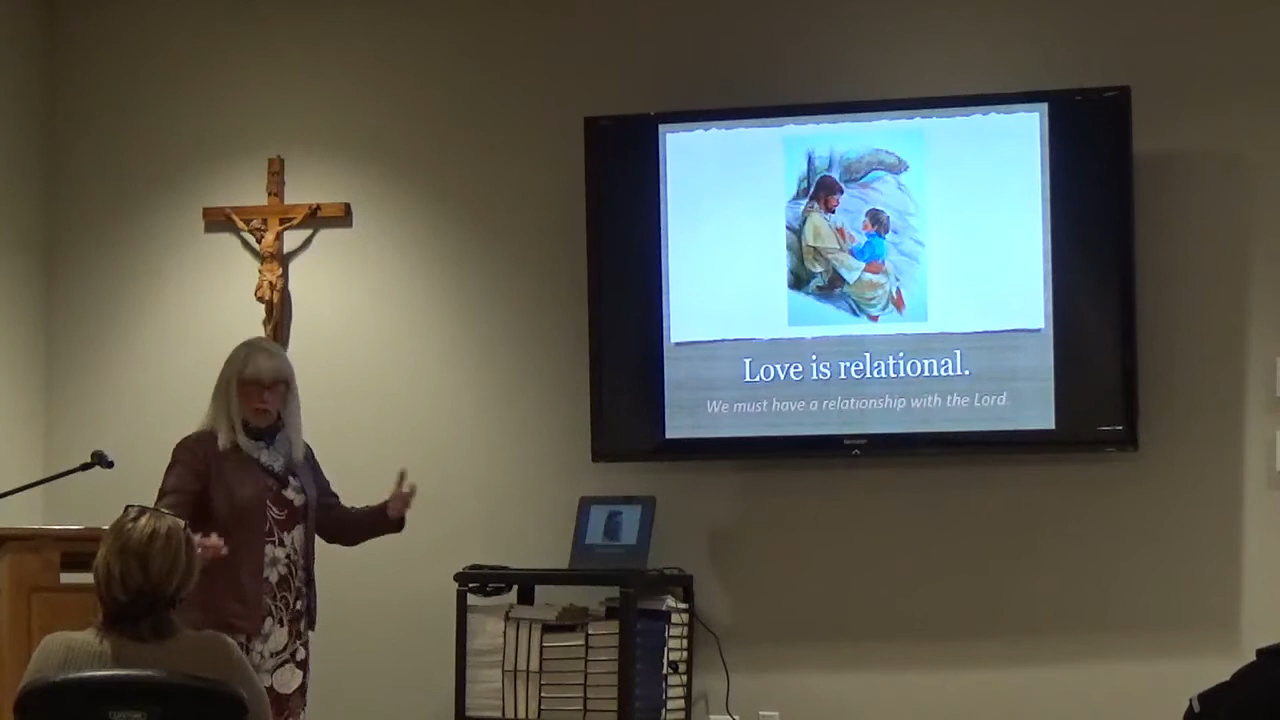 Love is relational.
We must have a relationship with the Lord